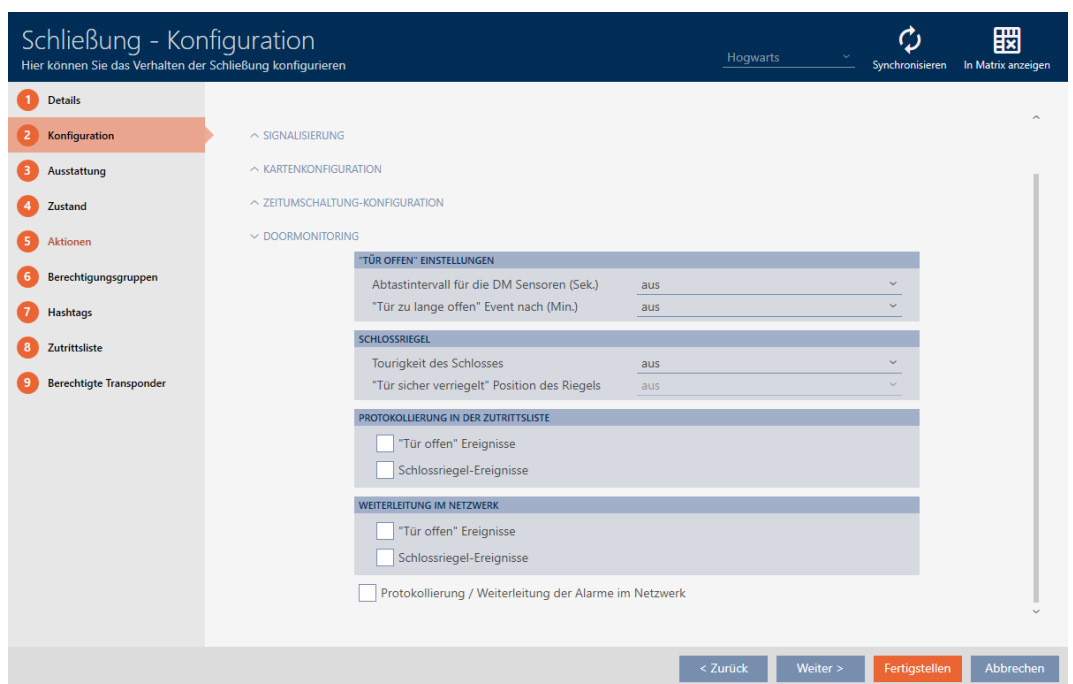 Schließung - Konfiguration
Hier können Sie das Verhalten der Schließung konfigurieren
Hogwarts
Synchronisieren
In Matrix anzeigen
1 Details
2 Konfiguration
3 Ausstattung
4 Zustand
5 Aktionen
6 Berechtigungsgruppen
7 Hashtags
8 Zutrittsliste
9 Berechtigte Transponder
SIGNALISIERUNG
KARTENKONFIGURATION
ZEITUMSCHALTUNG-KONFIGURATION
DOORMONITORING
"TÜR OFFEN" EINSTELLUNGEN
Abtastintervall für die DM Sensoren (Sek.) aus
"Tür zu lange offen" Event nach (Min.) aus
SCHLOSSRIEGEL
Tourigkeit des Schlosses aus
"Tür sicher verriegelt" Position des Riegels aus
PROTOKOLLIERUNG IN DER ZUTRITTSLISTE
"Tür offen" Ereignisse
Schlossriegel-Ereignisse
WEITERLEITUNG IM NETZWERK
"Tür offen" Ereignisse
Schlossriegel-Ereignisse
Protokollierung / Weiterleitung der Alarme im Netzwerk
< Zurück
Weiter >
Fertigstellen
Abbrechen